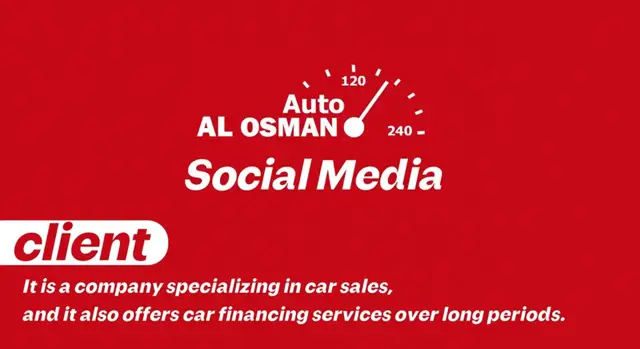 120
Auto
AL OSMAN
240
Social Media
client
It is a company specializing in car sales,
and it also offers car financing services over long periods.